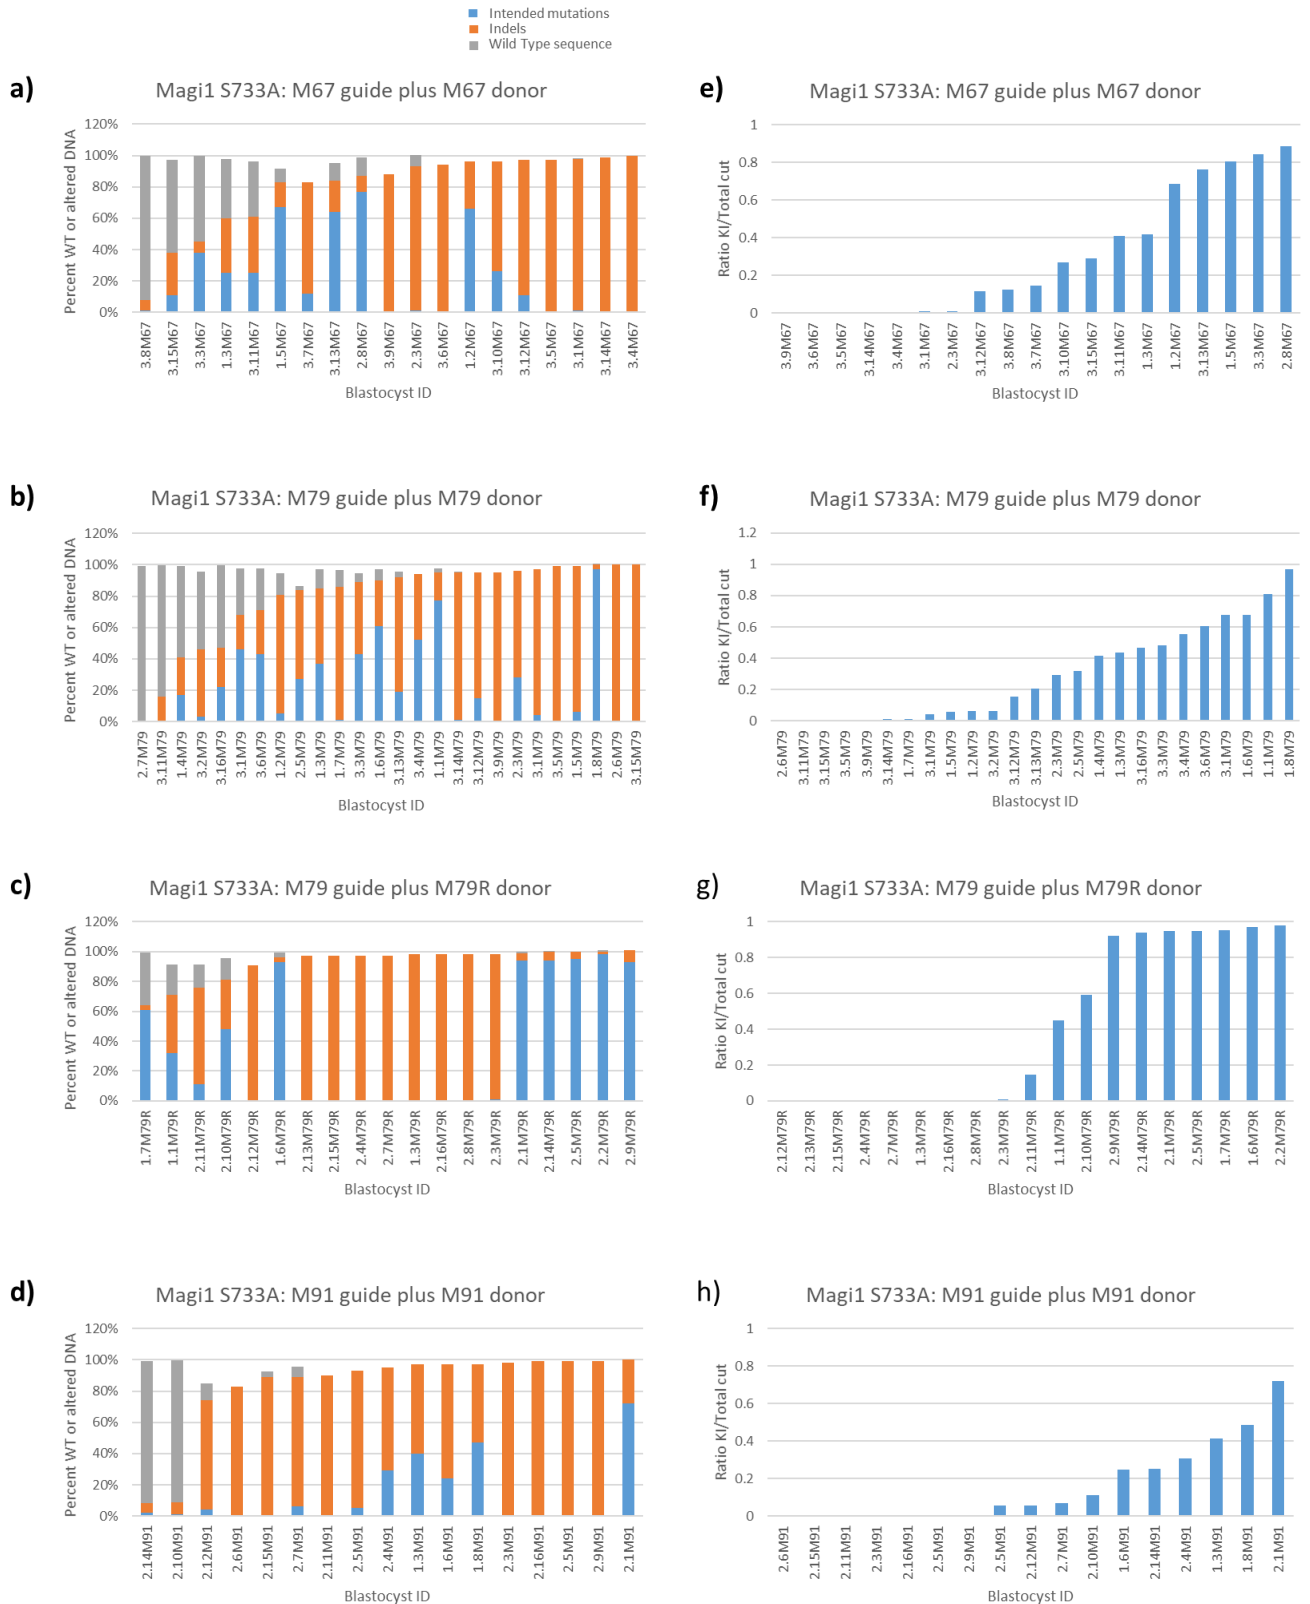 Intended mutations
Indels
Wild Type sequence
a)
Magi1 S733A: M67 guide plus M67 donor
Percent WT or altered DNA
120%
100%
80%
60%
40%
20%
0%
3.8M67 3.15M67 3.3M67 1.3M67 3.11M67 1.5M67 3.7M67 3.13M67 2.8M67 3.9M67 2.3M67 3.6M67 1.2M67 3.10M67 3.12M67 3.5M67 3.1M67 3.14M67 3.4M67
Blastocyst ID
e)
Magi1 S733A: M67 guide plus M67 donor
Ratio KI/Total cut
1
0.8
0.6
0.4
0.2
0
3.9M67 3.6M67 3.5M67 3.14M67 3.4M67 3.1M67 2.3M67 3.12M67 3.8M67 3.7M67 3.10M67 3.15M67 3.11M67 1.3M67 1.2M67 3.13M67 1.5M67 3.3M67 2.8M67
Blastocyst ID
b)
Magi1 S733A: M79 guide plus M79 donor
Percent WT or altered DNA
120%
100%
80%
60%
40%
20%
0%
2.7M79 3.11M79 1.4M79 3.2M79 3.16M79 3.1M79 3.6M79 1.2M79 2.5M79 1.3M79 1.7M79 3.3M79 1.6M79 3.13M79 3.4M79 1.1M79 3.14M79 3.12M79 3.9M79 2.3M79 3.1M79 3.5M79 1.5M79 1.8M79 2.6M79 3.15M79
Blastocyst ID
f)
Magi1 S733A: M79 guide plus M79 donor
Ratio KI/Total cut
1.2
1
0.8
0.6
0.4
0.2
0
2.6M79 3.11M79 3.15M79 3.5M79 3.9M79 3.14M79 1.7M79 3.1M79 1.5M79 1.2M79 3.2M79 3.12M79 3.13M79 2.3M79 2.5M79 1.4M79 1.3M79 3.16M79 3.3M79 3.4M79 3.6M79 3.1M79 1.6M79 1.1M79 1.8M79
Blastocyst ID
c)
Magi1 S733A: M79 guide plus M79R donor
Percent WT or altered DNA
120%
100%
80%
60%
40%
20%
0%
1.7M79R 1.1M79R 2.11M79R 2.10M79R 2.12M79R 1.6M79R 2.13M79R 2.15M79R 2.4M79R 2.7M79R 1.3M79R 2.16M79R 2.8M79R 2.3M79R 2.1M79R 2.14M79R 2.5M79R 2.2M79R 2.9M79R
Blastocyst ID
g)
Magi1 S733A: M79 guide plus M79R donor
Ratio KI/Total cut
1
0.8
0.6
0.4
0.2
0
2.12M79R 2.13M79R 2.15M79R 2.4M79R 2.7M79R 1.3M79R 2.16M79R 2.8M79R 2.3M79R 2.11M79R 1.1M79R 2.10M79R 2.9M79R 2.14M79R 2.1M79R 2.5M79R 1.7M79R 1.6M79R 2.2M79R
Blastocyst ID
d)
Magi1 S733A: M91 guide plus M91 donor
Percent WT or altered DNA
120%
100%
80%
60%
40%
20%
0%
2.14M91 2.10M91 2.12M91 2.6M91 2.15M91 2.7M91 2.11M91 2.5M91 2.4M91 1.3M91 1.6M91 1.8M91 2.3M91 2.16M91 2.5M91 2.9M91 2.1M91
Blastocyst ID
h)
Magi1 S733A: M91 guide plus M91 donor
Ratio KI/Total cut
1
0.8
0.6
0.4
0.2
0
2.6M91 2.15M91 2.11M91 2.3M91 2.16M91 2.5M91 2.9M91 2.5M91 2.12M91 2.7M91 2.10M91 1.6M91 2.14M91 2.4M91 1.3M91 1.8M91 2.1M91
Blastocyst ID